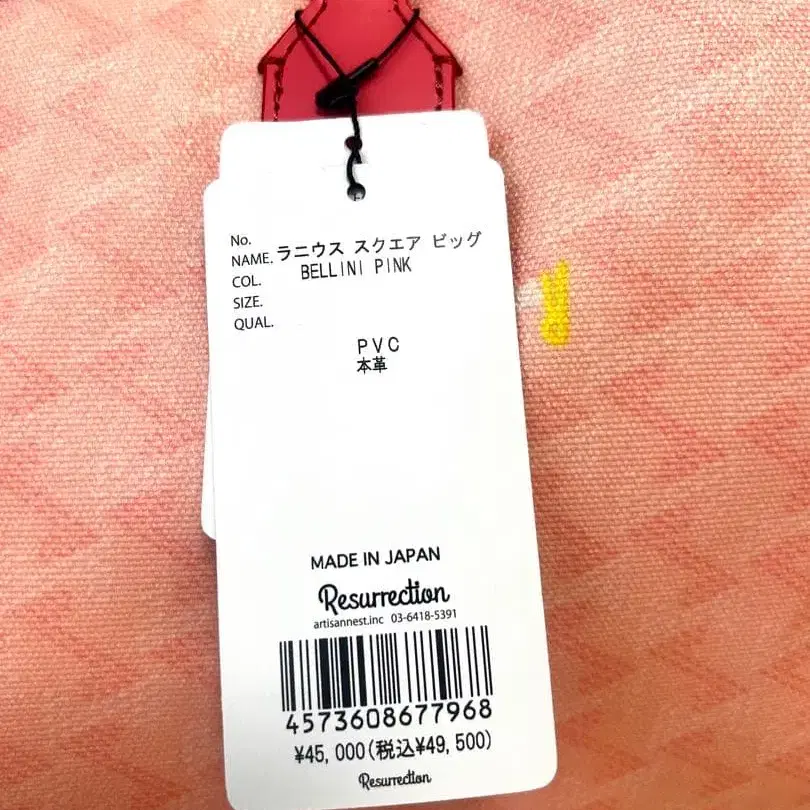 No.
NAME. ラニウス スクエア ビッグ
COL. BELLINI PINK
SIZE.
QUAL.
PVC
本革
MADE IN JAPAN
Resurrection
artisannest.inc 03-6418-5391
4573608677968
¥45,000(税込¥49,500)
Resurrection